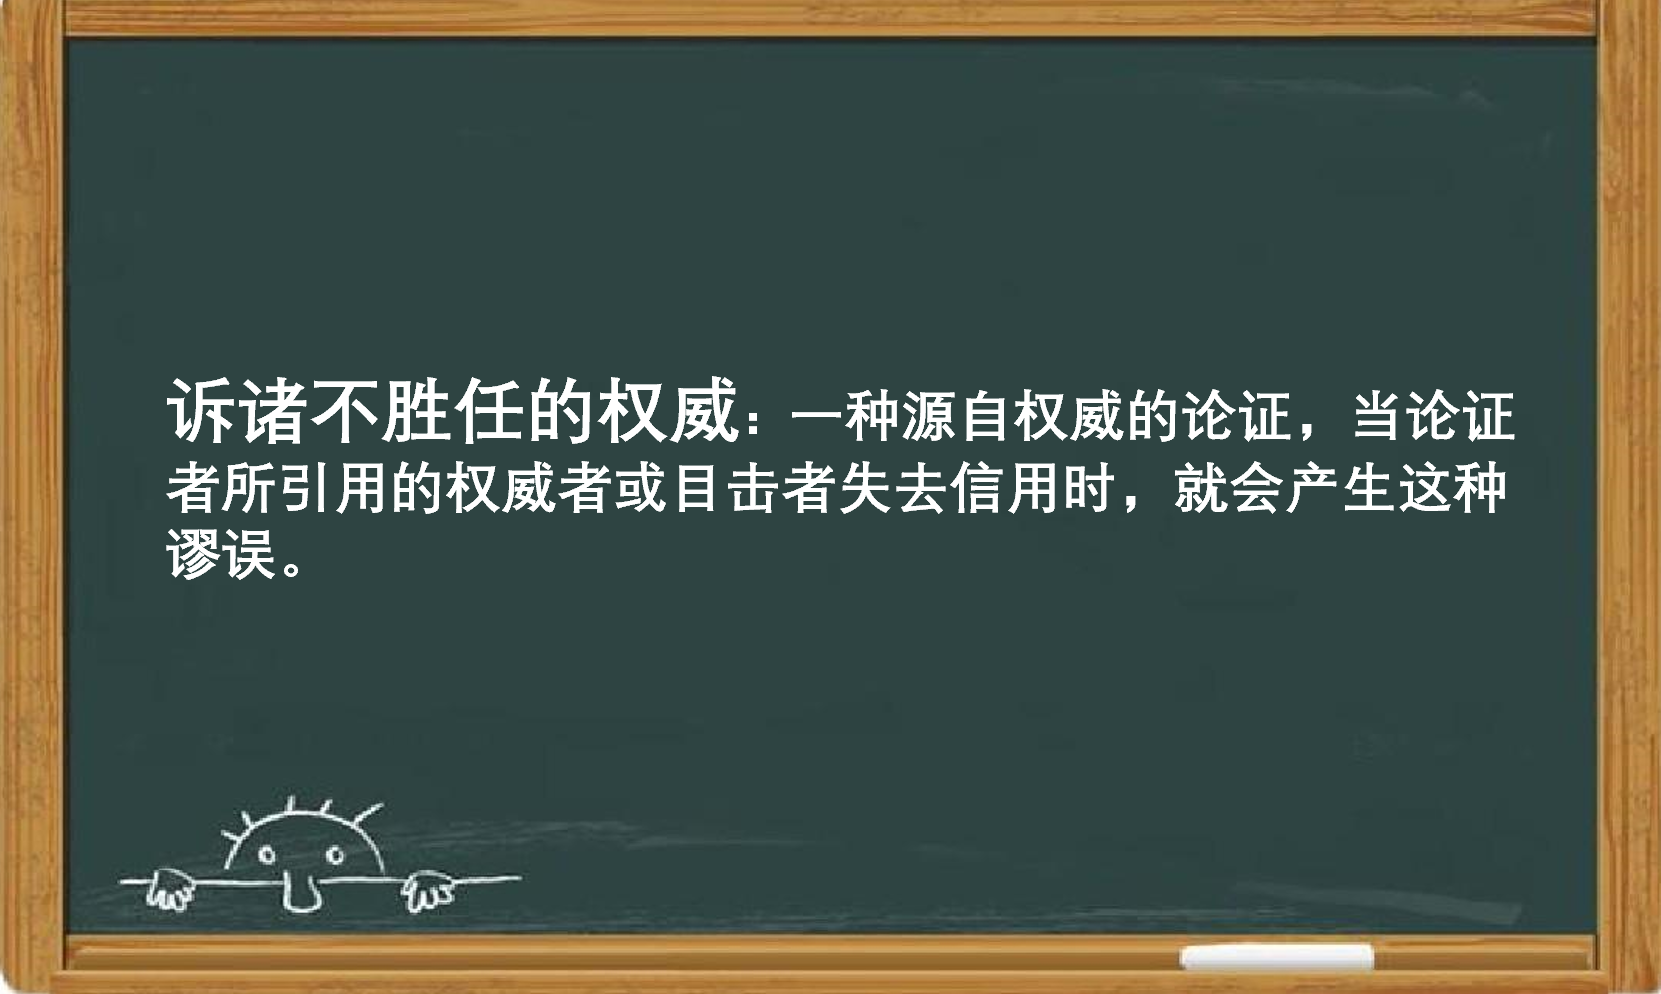 诉诸不胜任的权威：一种源自权威的论证，当论证
者所引用的权威者或目击者失去信用时，就会产生这种
谬误。